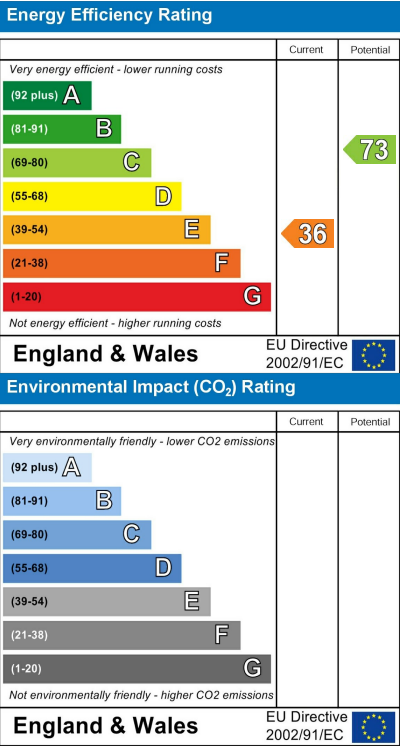 Energy Efficiency Rating
Current Potential
Very energy efficient - lower running costs
(92 plus) A
(81-91) B
(69-80) C
73
(55-68) D
(39-54) E
36
(21-38) F
(1-20) G
Not energy efficient - higher running costs
England & Wales
EU Directive
2002/91/EC
Environmental Impact (CO₂) Rating
Current Potential
Very environmentally friendly - lower CO2 emissions
(92 plus) A
(81-91) B
(69-80) C
(55-68) D
(39-54) E
(21-38) F
(1-20) G
Not environmentally friendly - higher CO2 emissions
England & Wales
EU Directive
2002/91/EC